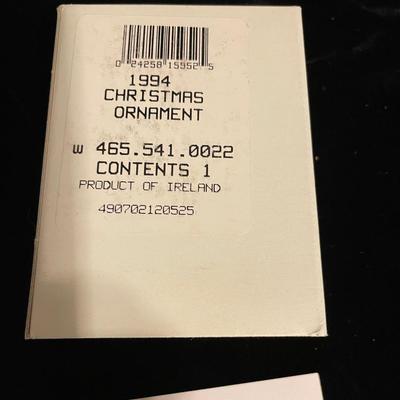 0 24258 15552 5
1994
CHRISTMAS
ORNAMENT
W 465.541.0022
CONTENTS 1
PRODUCT OF IRELAND
490702120525